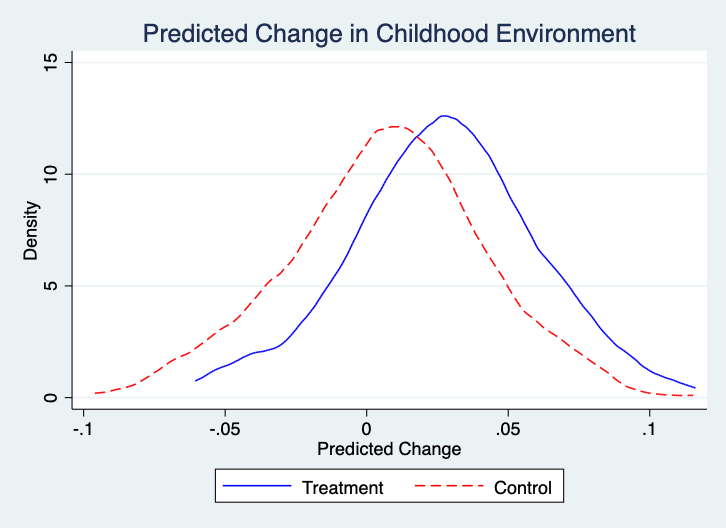 Predicted Change in Childhood Environment
15
10
5
0
Density
-.1 -.05 0 .05 .1
Predicted Change
Treatment Control